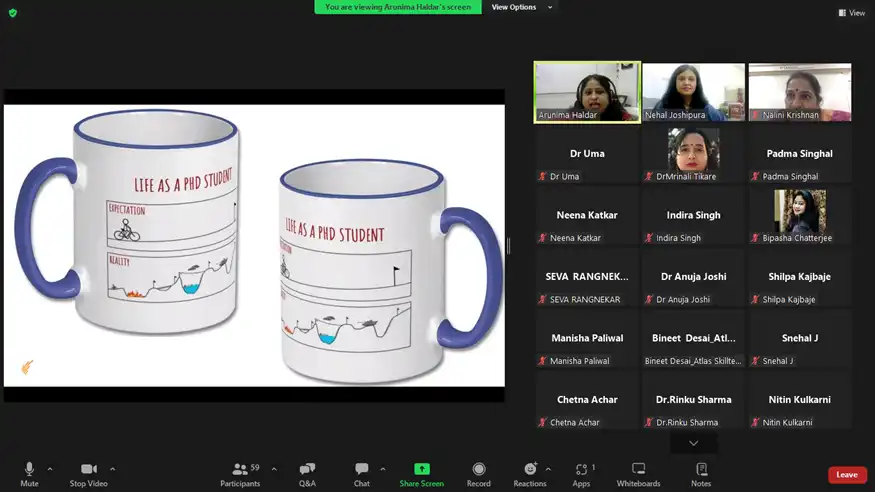 You are viewing Arunima Haldar's screen
View Options
View
LIFE AS A PHD STUDENT
EXPECTATION
REALITY
LIFE AS A PHD STUDENT
Arunima Haldar
Nehal Joshipura
Nalini Krishnan
Dr Uma
Dr Uma
DrMrinali Tikare
Padma Singhal
Padma Singhal
Neena Katkar
Neena Katkar
Indira Singh
Indira Singh
Bipasha Chatterjee
SEVA RANGNEK...
SEVA RANGNEKAR
Dr Anuja Joshi
Dr Anuja Joshi
Shilpa Kajbaje
Shilpa Kajbaje
Manisha Paliwal
Manisha Paliwal
Bineet Desai_Atl...
Bineet Desai_Atlas Skillte...
Snehal J
Snehal J
Chetna Achar
Chetna Achar
Dr.Rinku Sharma
Dr.Rinku Sharma
Nitin Kulkarni
Nitin Kulkarni
Mute
Stop Video
59
Participants
Q&A
Chat
Share Screen
Record
Reactions
1
Apps
Whiteboards
Notes
Leave